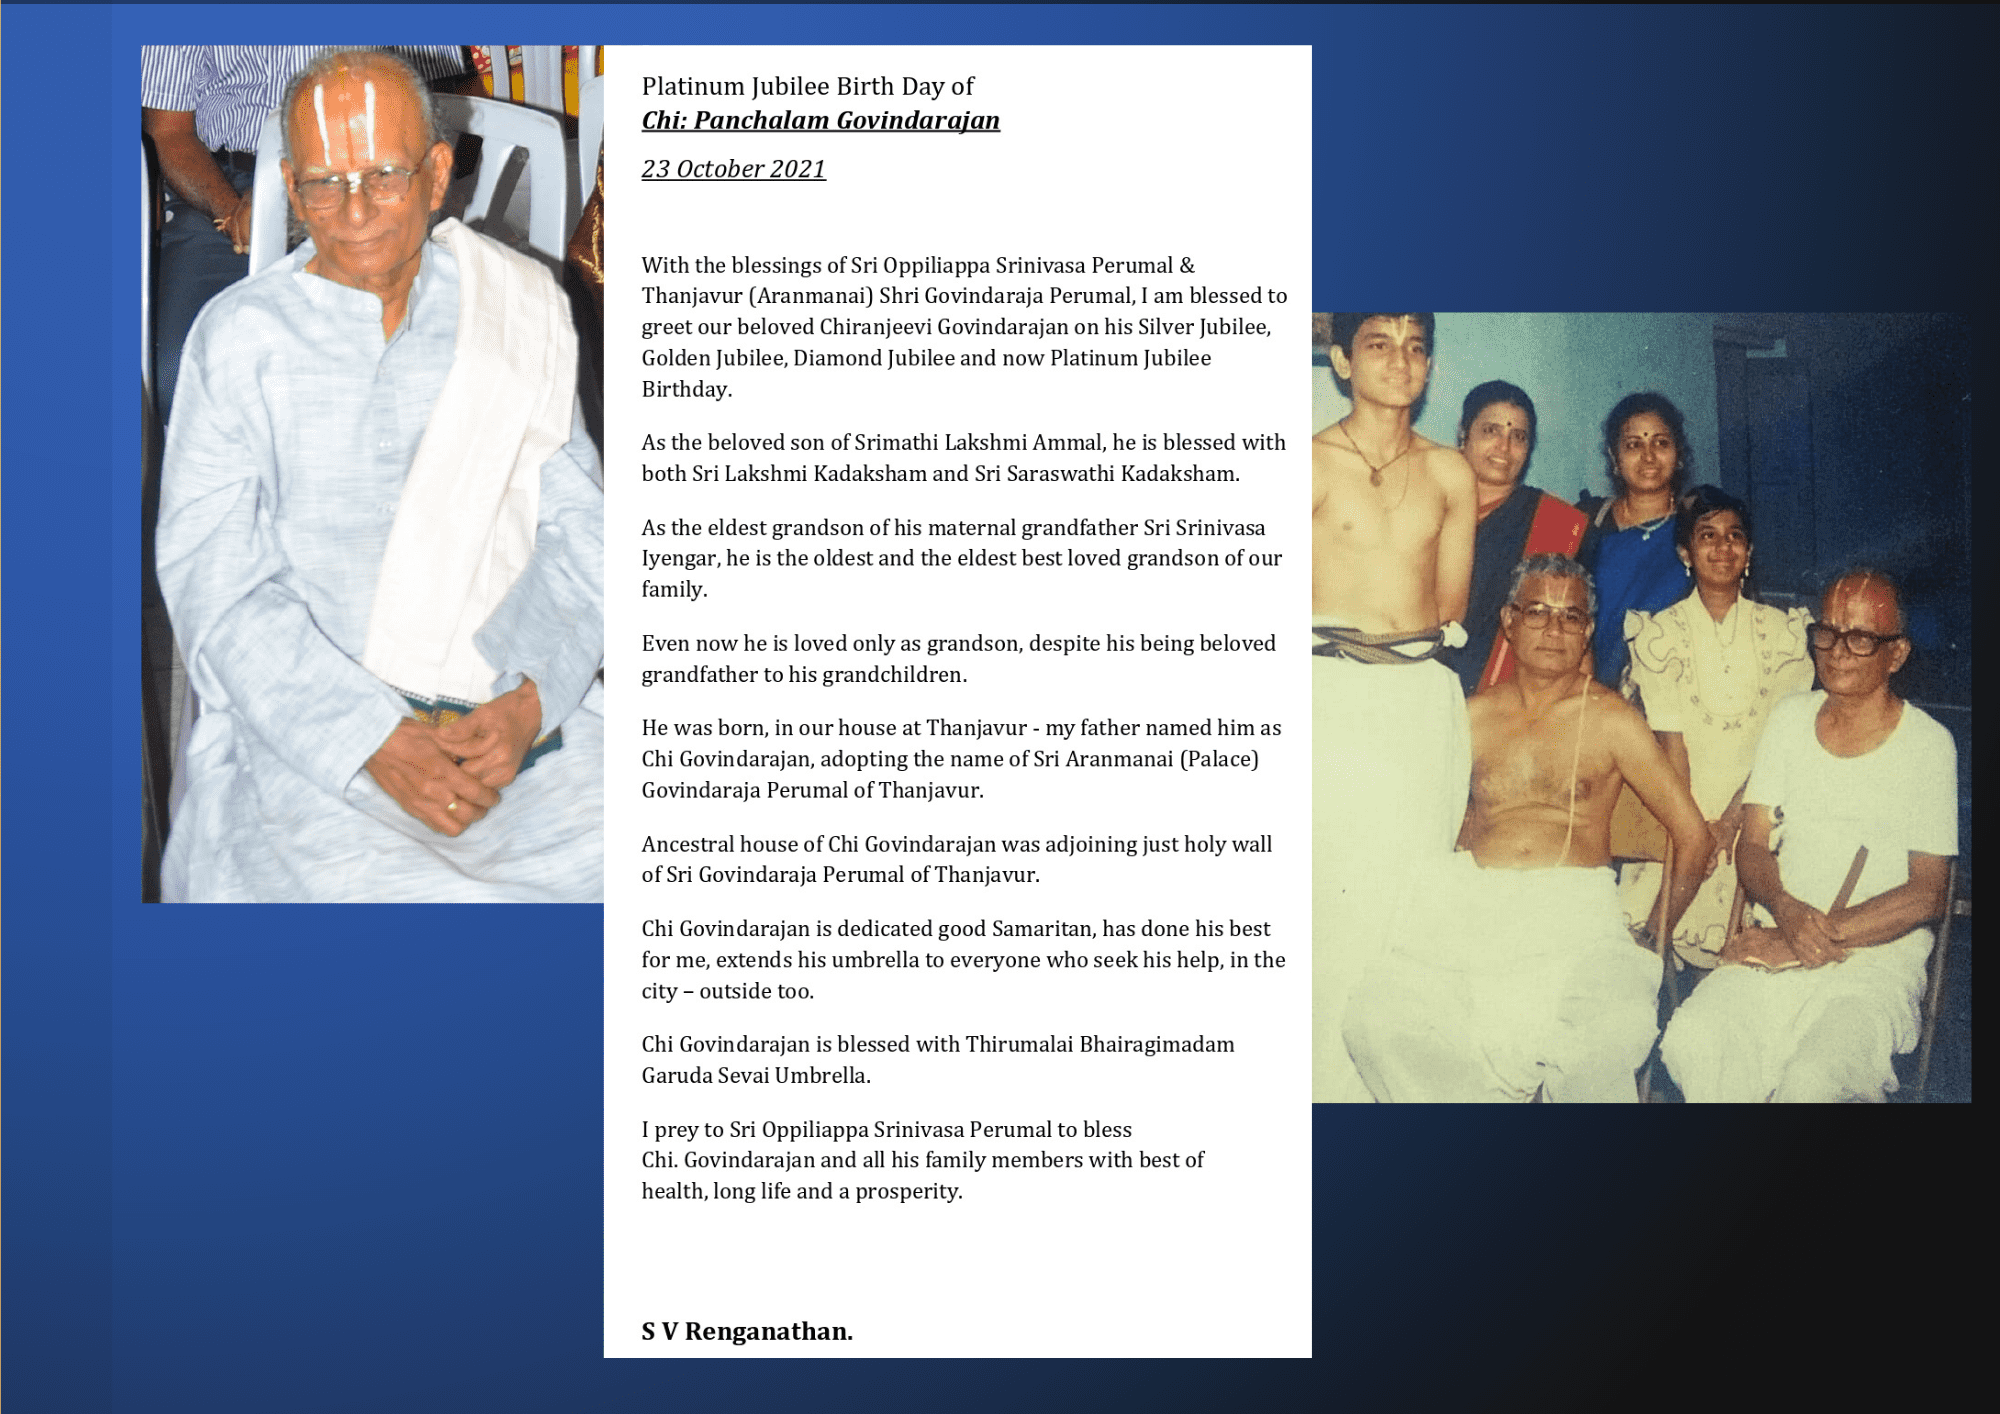 Platinum Jubilee Birth Day of
Chi: Panchalam Govindarajan
23 October 2021
With the blessings of Sri Oppiliappa Srinivasa Perumal &
Thanjavur (Aranmanai) Shri Govindaraja Perumal, I am blessed to
greet our beloved Chiranjeevi Govindarajan on his Silver Jubilee,
Golden Jubilee, Diamond Jubilee and now Platinum Jubilee
Birthday.
As the beloved son of Srimathi Lakshmi Ammal, he is blessed with
both Sri Lakshmi Kadaksham and Sri Saraswathi Kadaksham.
As the eldest grandson of his maternal grandfather Sri Srinivasa
Iyengar, he is the oldest and the eldest best loved grandson of our
family.
Even now he is loved only as grandson, despite his being beloved
grandfather to his grandchildren.
He was born, in our house at Thanjavur - my father named him as
Chi Govindarajan, adopting the name of Sri Aranmanai (Palace)
Govindaraja Perumal of Thanjavur.
Ancestral house of Chi Govindarajan was adjoining just holy wall
of Sri Govindaraja Perumal of Thanjavur.
Chi Govindarajan is dedicated good Samaritan, has done his best
for me, extends his umbrella to everyone who seek his help, in the
city – outside too.
Chi Govindarajan is blessed with Thirumalai Bhairagimadam
Garuda Sevai Umbrella.
I prey to Sri Oppiliappa Srinivasa Perumal to bless
Chi. Govindarajan and all his family members with best of
health, long life and a prosperity.
S V Renganathan.